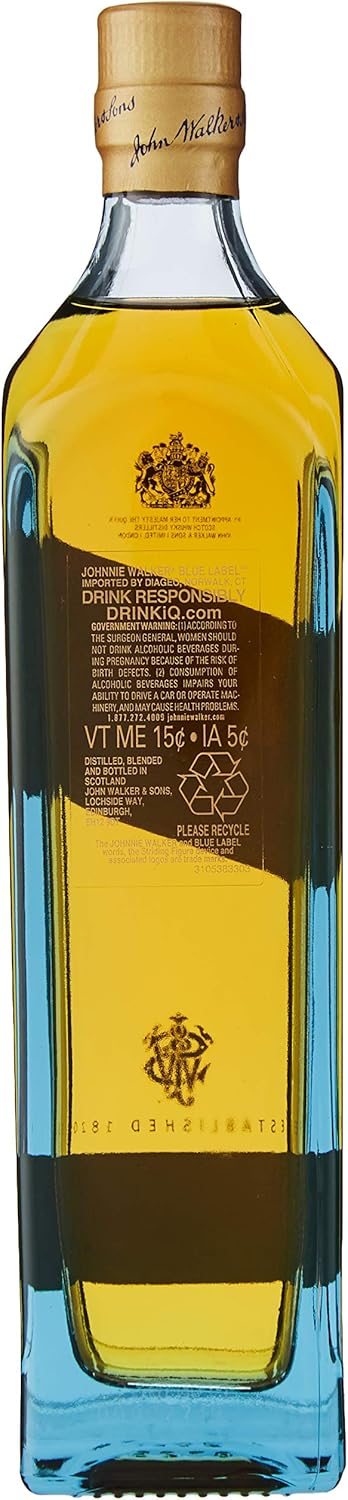 & Sons
John Walker &
BY APPOINTMENT TO HER MAJESTY THE QUEEN
SCOTCH WHISKY DISTILLERS
JOHN WALKER & SONS LIMITED, LONDON
JOHNNIE WALKER® BLUE LABEL™
IMPORTED BY DIAGEO, NORWALK, CT
DRINK RESPONSIBLY
DRINKiQ.com
GOVERNMENT WARNING: (1) ACCORDING TO
THE SURGEON GENERAL, WOMEN SHOULD
NOT DRINK ALCOHOLIC BEVERAGES DUR-
ING PREGNANCY BECAUSE OF THE RISK OF
BIRTH DEFECTS. (2) CONSUMPTION OF
ALCOHOLIC BEVERAGES IMPAIRS YOUR
ABILITY TO DRIVE A CAR OR OPERATE MAC-
HINERY, AND MAY CAUSE HEALTH PROBLEMS.
1.877.272.4009 johnniewalker.com
VT ME 15¢ • IA 5¢
DISTILLED, BLENDED
AND BOTTLED IN
SCOTLAND
JOHN WALKER & SONS,
LOCHSIDE WAY,
EDINBURGH,
PLEASE RECYCLE
The JOHNNIE WALKER and BLUE LABEL
words, the Striding Figure device and
associated logos are trade marks.
3105383303
ESTABLISHED 1820